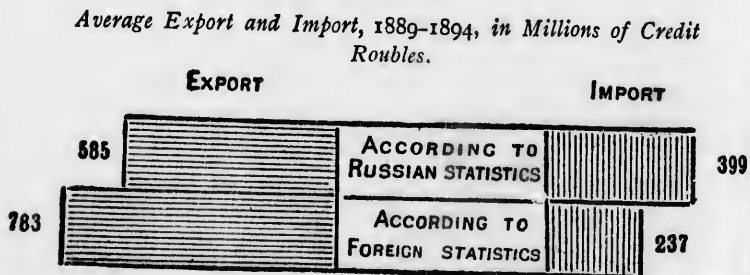 Average Export and Import, 1889-1894, in Millions of Credit
Roubles.
EXPORT
IMPORT
585
ACCORDING TO
RUSSIAN STATISTICS
399
783
ACCORDING TO
FOREIGN STATISTICS
237